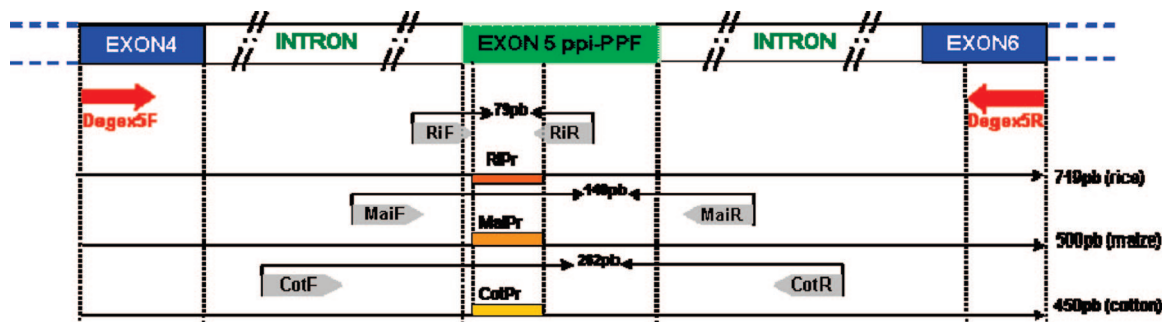 EXON4 INTRON EXON 5 ppi-PPF INTRON EXON6
Degex5F Degex5R
79pb
RiF RiR
RiPr
719pb (rice)
149pb
MaiF MaiR
MaiPr
500pb (maize)
262pb
CotF CotR
CotPr
450pb (cotton)